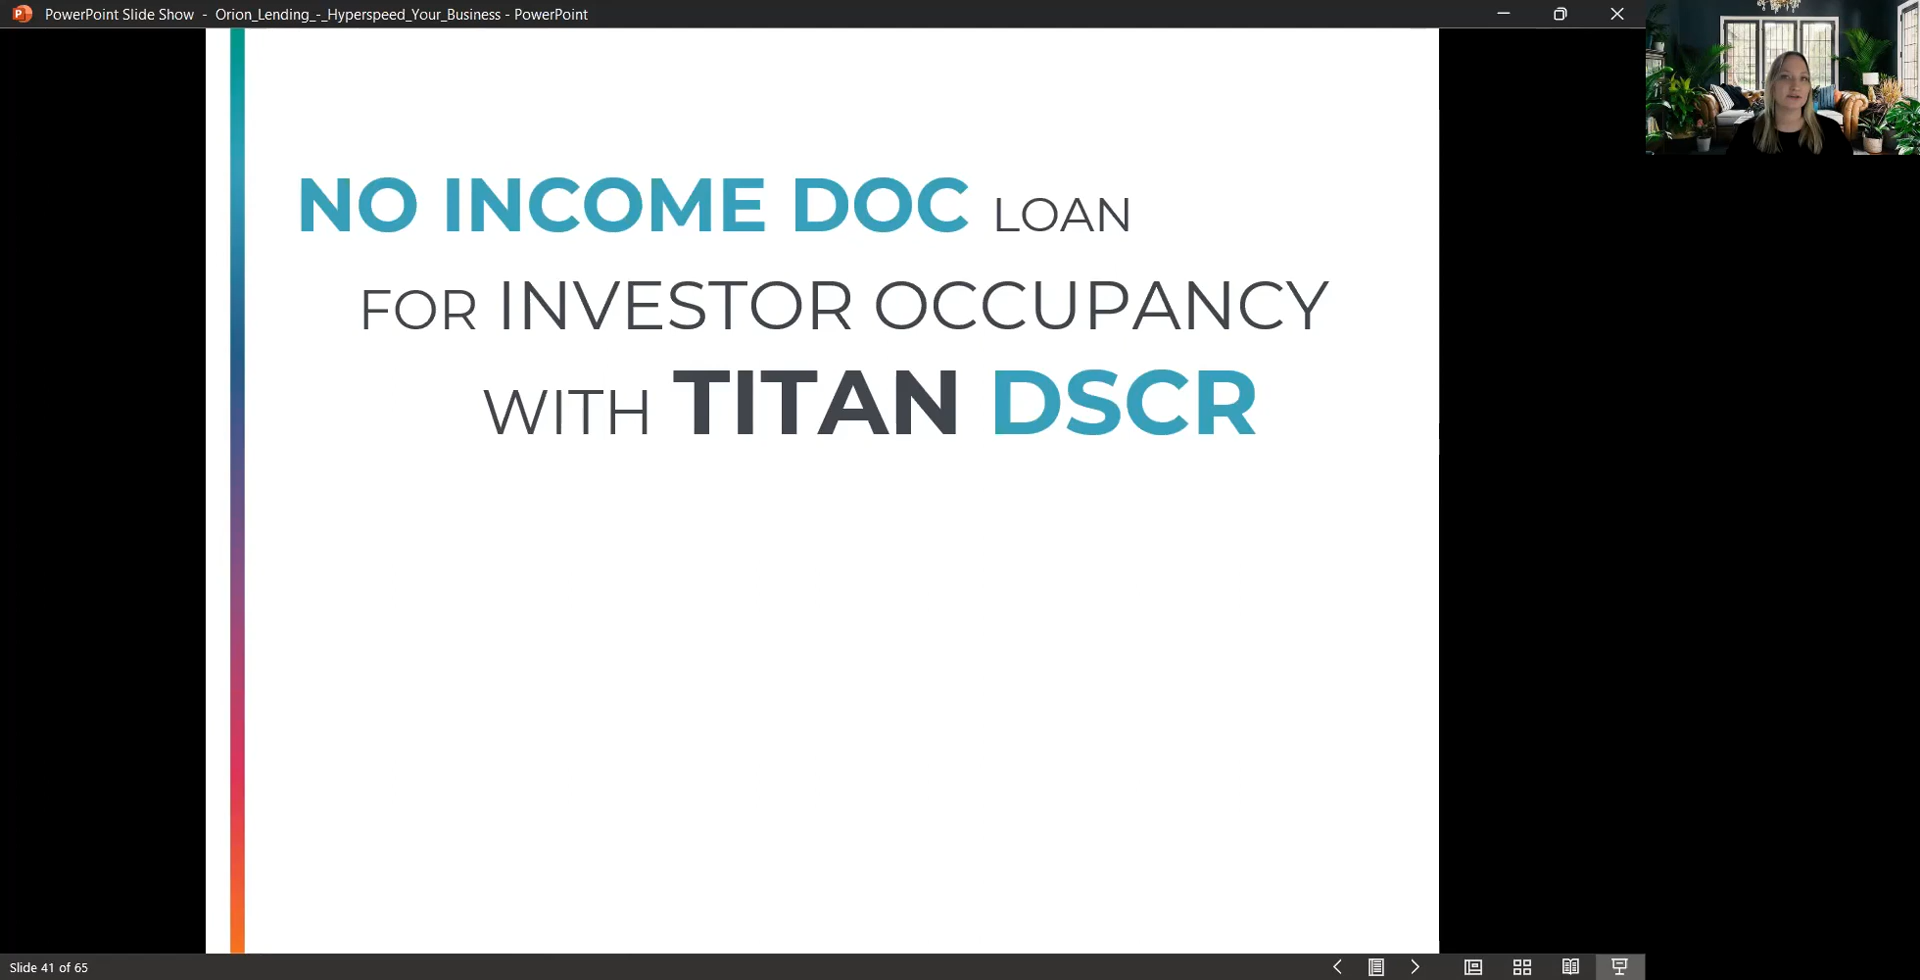 PowerPoint Slide Show - Orion_Lending_-_Hyperspeed_Your_Business - PowerPoint
NO INCOME DOC LOAN
FOR INVESTOR OCCUPANCY
WITH TITAN DSCR
Slide 41 of 65